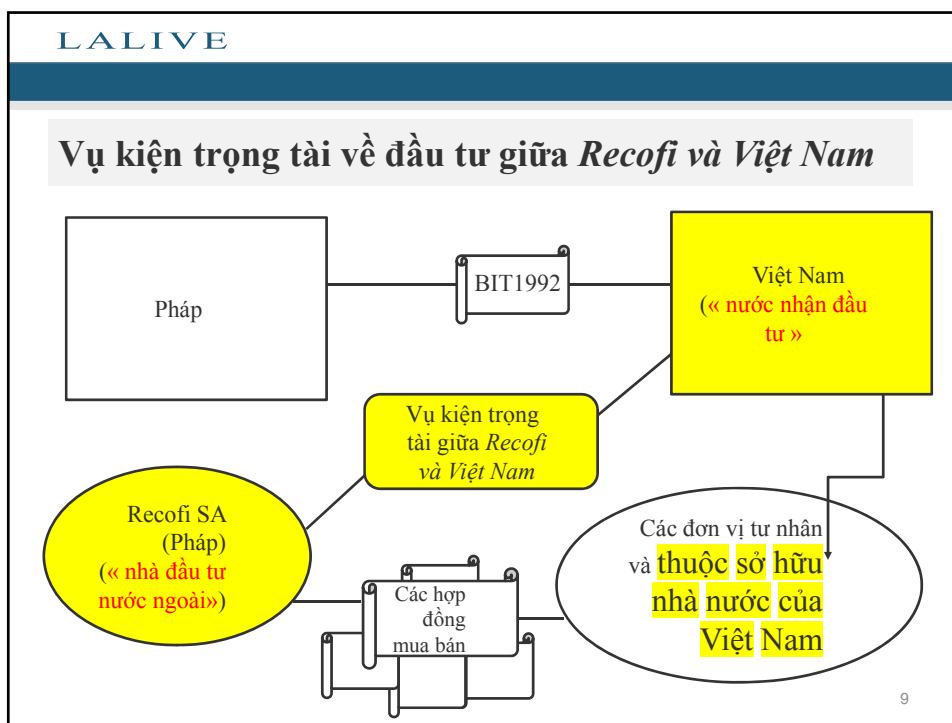 LALIVE
Vụ kiện trọng tài về đầu tư giữa Recofi và Việt Nam
Pháp
BIT1992
Việt Nam
(« nước nhận đầu
tư »
Vụ kiện trọng
tài giữa Recofi
và Việt Nam
Recofi SA
(Pháp)
(« nhà đầu tư
nước ngoài»)
Các hợp
đồng
mua bán
Các đơn vị tư nhân
và thuộc sở hữu
nhà nước của
Việt Nam
9